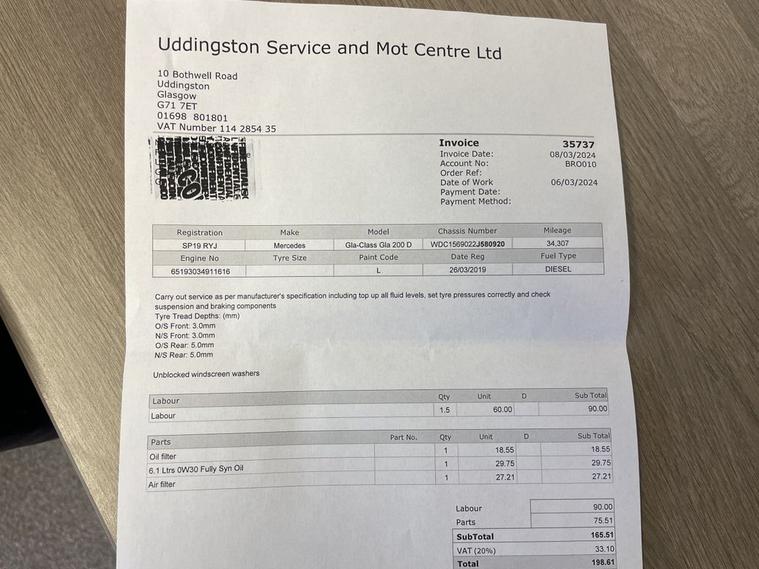 Uddingston Service and Mot Centre Ltd
10 Bothwell Road
Uddingston
Glasgow
G71 7ET
01698 801801
VAT Number 114 2854 35
Invoice 35737
Invoice Date: 08/03/2024
Account No: BRO010
Order Ref:
Date of Work 06/03/2024
Payment Date:
Payment Method:
Registration Make Model Chassis Number Mileage
SP19 RYJ Mercedes Gla-Class Gla 200 D WDC1569022J580920 34,307
Engine No Tyre Size Paint Code Date Reg Fuel Type
65193034911616 L 26/03/2019 DIESEL
Carry out service as per manufacturer's specification including top up all fluid levels, set tyre pressures correctly and check
suspension and braking components
Tyre Tread Depths: (mm)
O/S Front: 3.0mm
N/S Front: 3.0mm
O/S Rear: 5.0mm
N/S Rear: 5.0mm
Unblocked windscreen washers
Labour Qty Unit D Sub Total
Labour 1.5 60.00 90.00
Parts Part No. Qty Unit D Sub Total
Oil filter 1 18.55 18.55
6.1 Ltrs 0W30 Fully Syn Oil 1 29.75 29.75
Air filter 1 27.21 27.21
Labour 90.00
Parts 75.51
SubTotal 165.51
VAT (20%) 33.10
Total 198.61